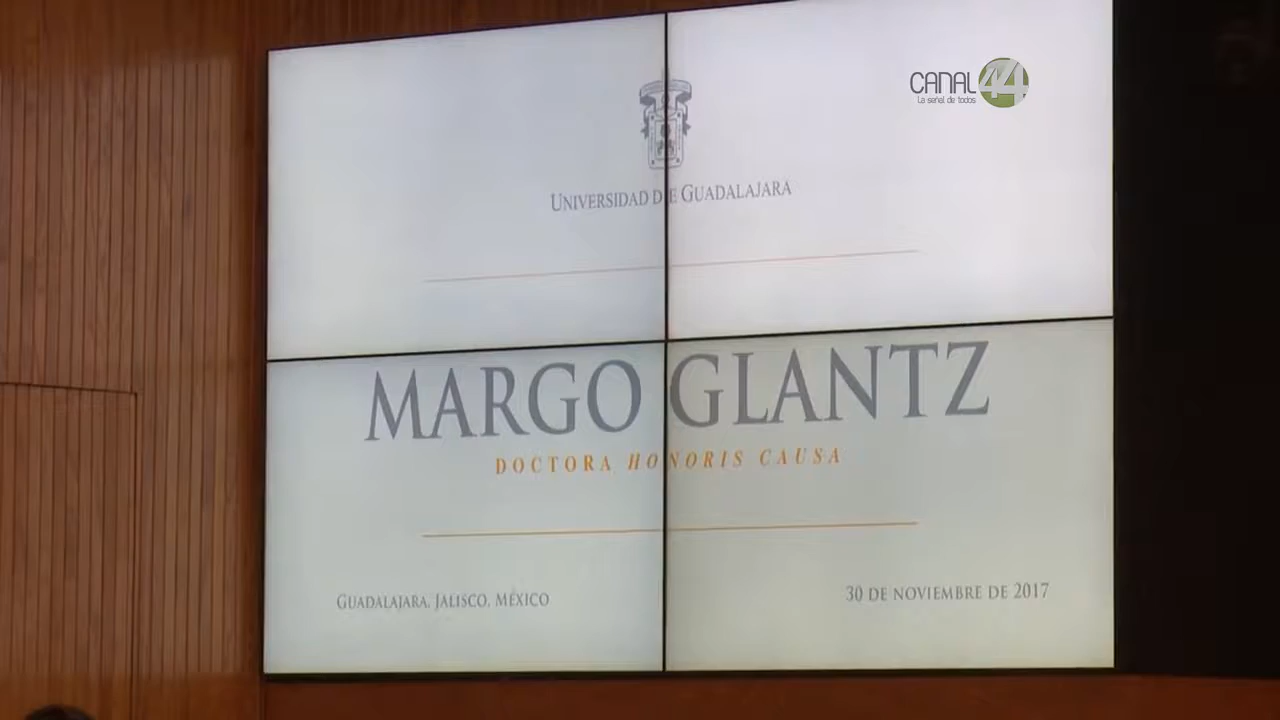 CANAL 44
La señal de todos
UNIVERSIDAD DE GUADALAJARA
MARGO GLANTZ
DOCTORA HONORIS CAUSA
GUADALAJARA, JALISCO, MÉXICO
30 DE NOVIEMBRE DE 2017